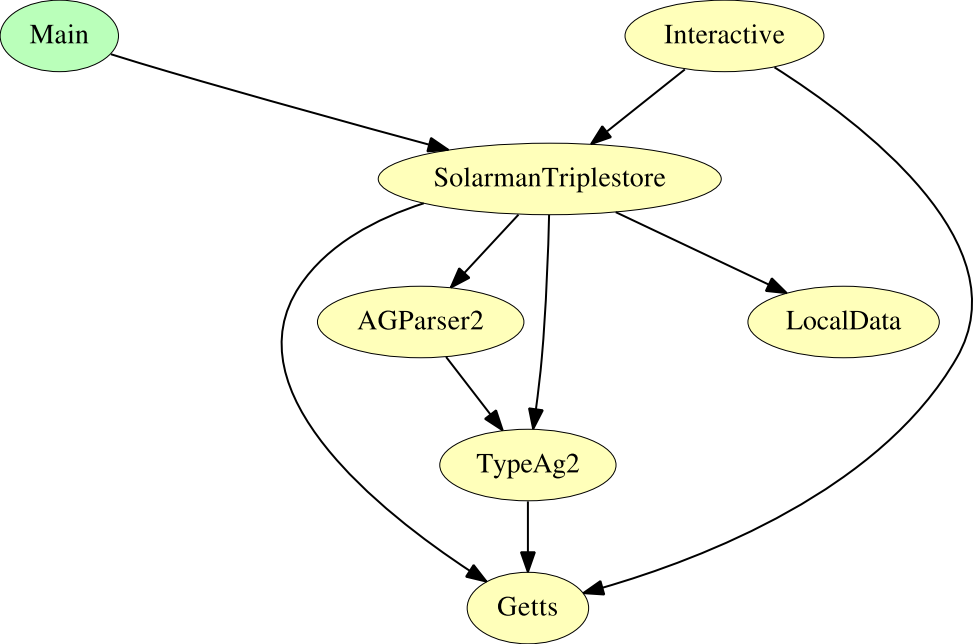 Main
Interactive
SolarmanTriplestore
AGParser2
LocalData
TypeAg2
Getts